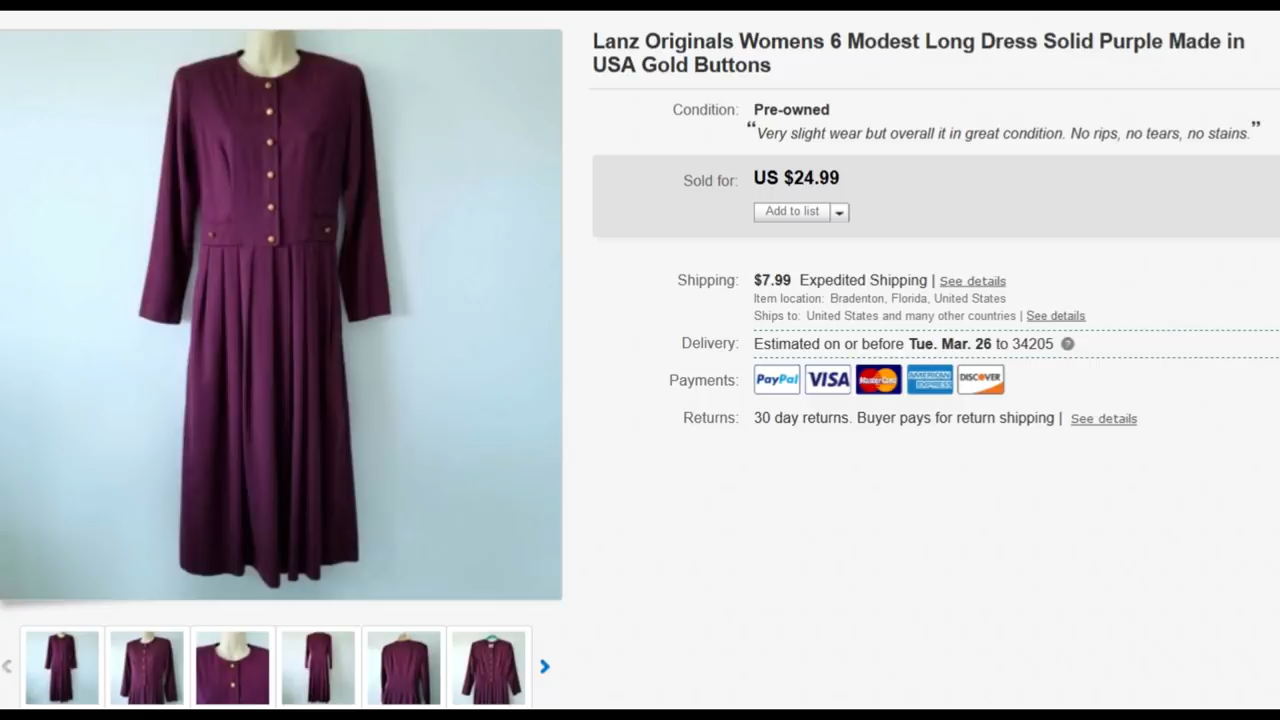 Lanz Originals Womens 6 Modest Long Dress Solid Purple Made in
USA Gold Buttons
Condition: Pre-owned
“Very slight wear but overall it in great condition. No rips, no tears, no stains.”
Sold for: US $24.99
Add to list
Shipping: $7.99 Expedited Shipping | See details
Item location: Bradenton, Florida, United States
Ships to: United States and many other countries | See details
Delivery: Estimated on or before Tue. Mar. 26 to 34205 ?
Payments: PayPal VISA MasterCard AMERICAN EXPRESS DISCOVER
Returns: 30 day returns. Buyer pays for return shipping | See details